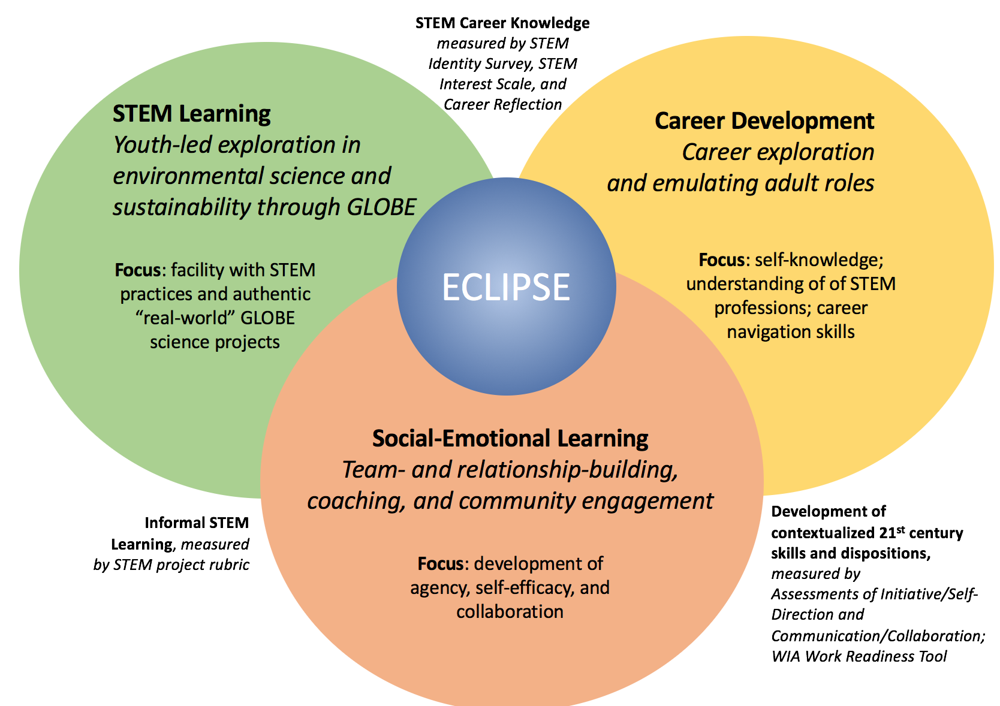 STEM Career Knowledge
measured by STEM
Identity Survey, STEM
Interest Scale, and
Career Reflection
STEM Learning
Youth-led exploration in
environmental science and
sustainability through GLOBE
Focus: facility with STEM
practices and authentic
“real-world” GLOBE
science projects
Career Development
Career exploration
and emulating adult roles
Focus: self-knowledge;
understanding of of STEM
professions; career
navigation skills
ECLIPSE
Social-Emotional Learning
Team- and relationship-building,
coaching, and community engagement
Focus: development of
agency, self-efficacy, and
collaboration
Informal STEM
Learning, measured
by STEM project rubric
Development of
contextualized 21st century
skills and dispositions,
measured by
Assessments of Initiative/Self-
Direction and
Communication/Collaboration;
WIA Work Readiness Tool